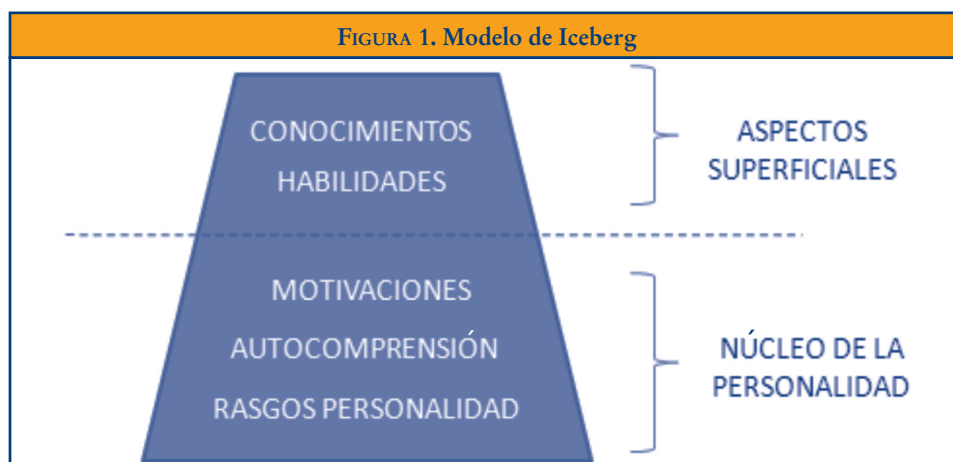 FIGURA 1. Modelo de Iceberg
CONOCIMIENTOS
HABILIDADES
ASPECTOS
SUPERFICIALES
MOTIVACIONES
AUTOCOMPRENSIÓN
RASGOS PERSONALIDAD
NÚCLEO DE LA
PERSONALIDAD